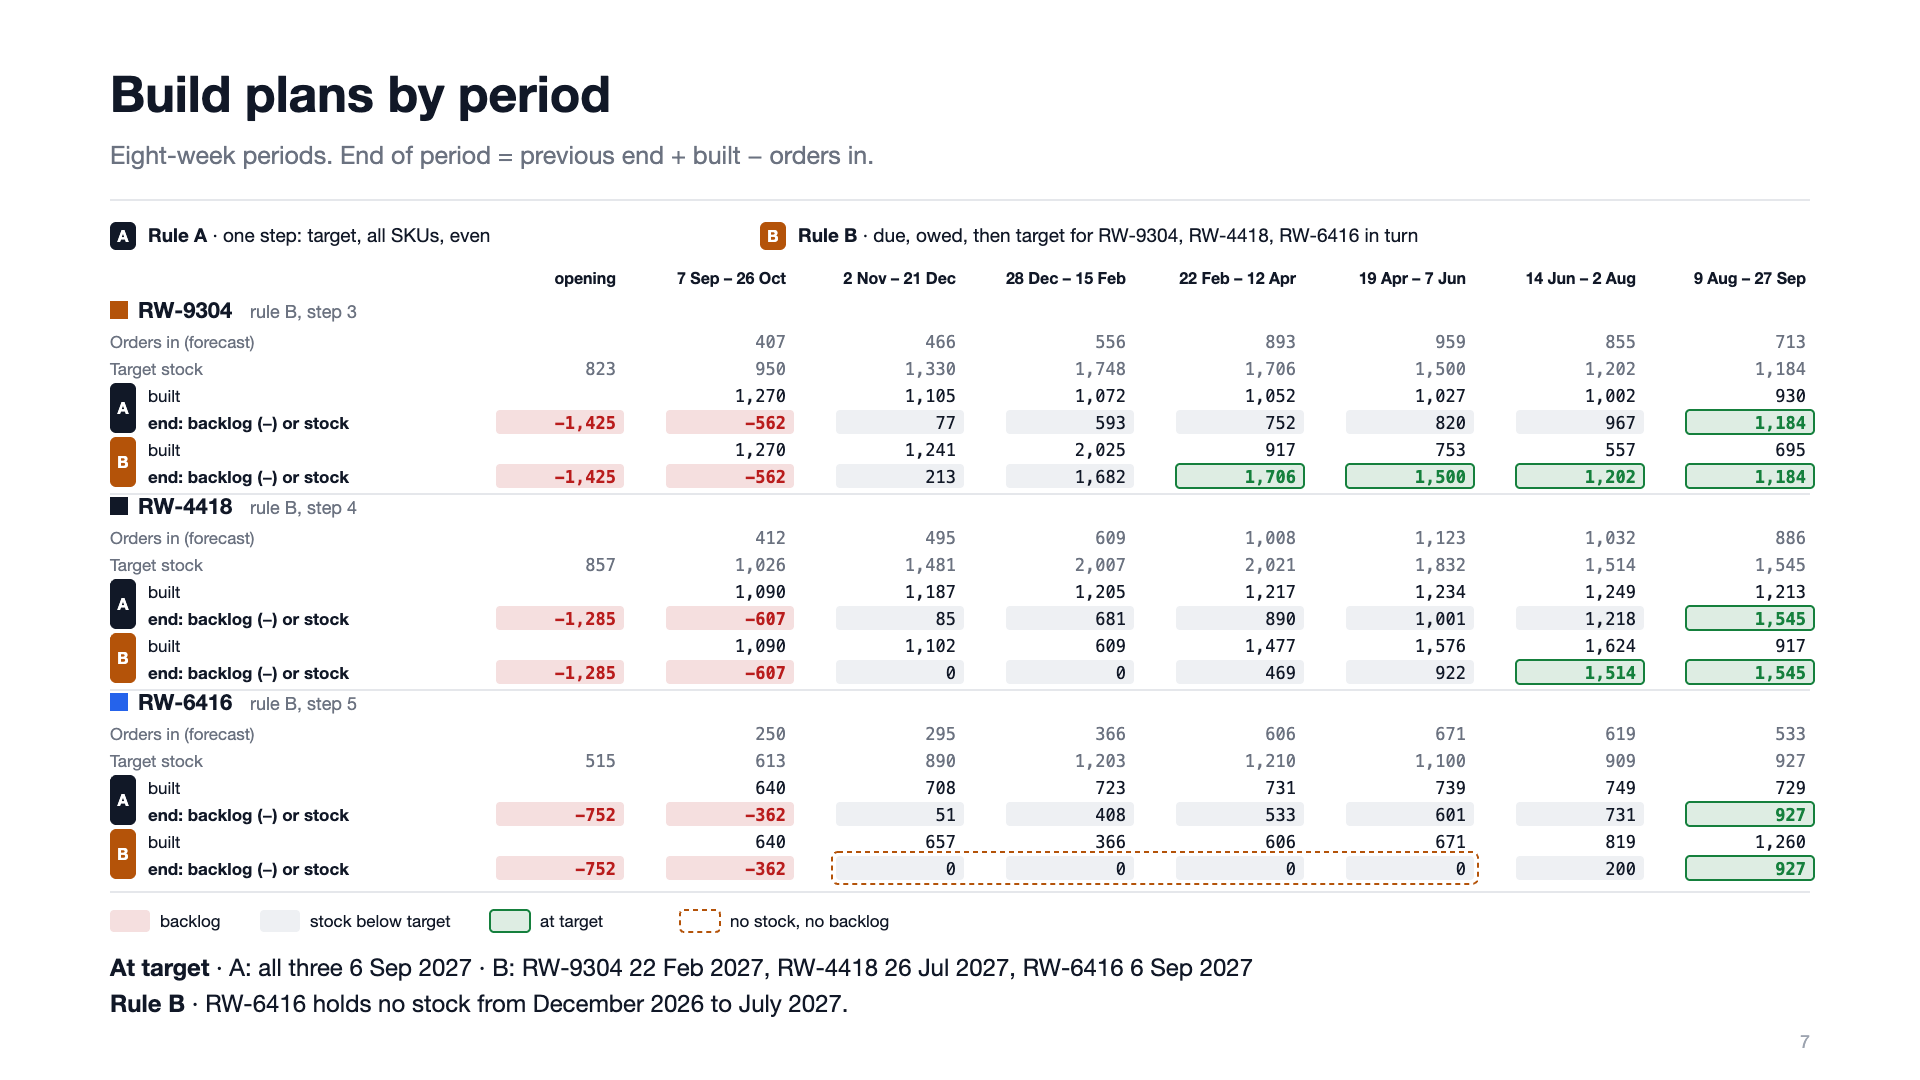 Build plans by period
Eight-week periods. End of period = previous end + built − orders in.
A Rule A · one step: target, all SKUs, even
B Rule B · due, owed, then target for RW-9304, RW-4418, RW-6416 in turn
opening 7 Sep – 26 Oct 2 Nov – 21 Dec 28 Dec – 15 Feb 22 Feb – 12 Apr 19 Apr – 7 Jun 14 Jun – 2 Aug 9 Aug – 27 Sep
RW-9304 rule B, step 3
Orders in (forecast) 407 466 556 893 959 855 713
Target stock 823 950 1,330 1,748 1,706 1,500 1,202 1,184
A
built 1,270 1,105 1,072 1,052 1,027 1,002 930
end: backlog (–) or stock −1,425 −562 77 593 752 820 967 1,184
B
built 1,270 1,241 2,025 917 753 557 695
end: backlog (–) or stock −1,425 −562 213 1,682 1,706 1,500 1,202 1,184
RW-4418 rule B, step 4
Orders in (forecast) 412 495 609 1,008 1,123 1,032 886
Target stock 857 1,026 1,481 2,007 2,021 1,832 1,514 1,545
A
built 1,090 1,187 1,205 1,217 1,234 1,249 1,213
end: backlog (–) or stock −1,285 −607 85 681 890 1,001 1,218 1,545
B
built 1,090 1,102 609 1,477 1,576 1,624 917
end: backlog (–) or stock −1,285 −607 0 0 469 922 1,514 1,545
RW-6416 rule B, step 5
Orders in (forecast) 250 295 366 606 671 619 533
Target stock 515 613 890 1,203 1,210 1,100 909 927
A
built 640 708 723 731 739 749 729
end: backlog (–) or stock −752 −362 51 408 533 601 731 927
B
built 640 657 366 606 671 819 1,260
end: backlog (–) or stock −752 −362 0 0 0 0 200 927
backlog stock below target at target no stock, no backlog
At target · A: all three 6 Sep 2027 · B: RW-9304 22 Feb 2027, RW-4418 26 Jul 2027, RW-6416 6 Sep 2027
Rule B · RW-6416 holds no stock from December 2026 to July 2027.
7